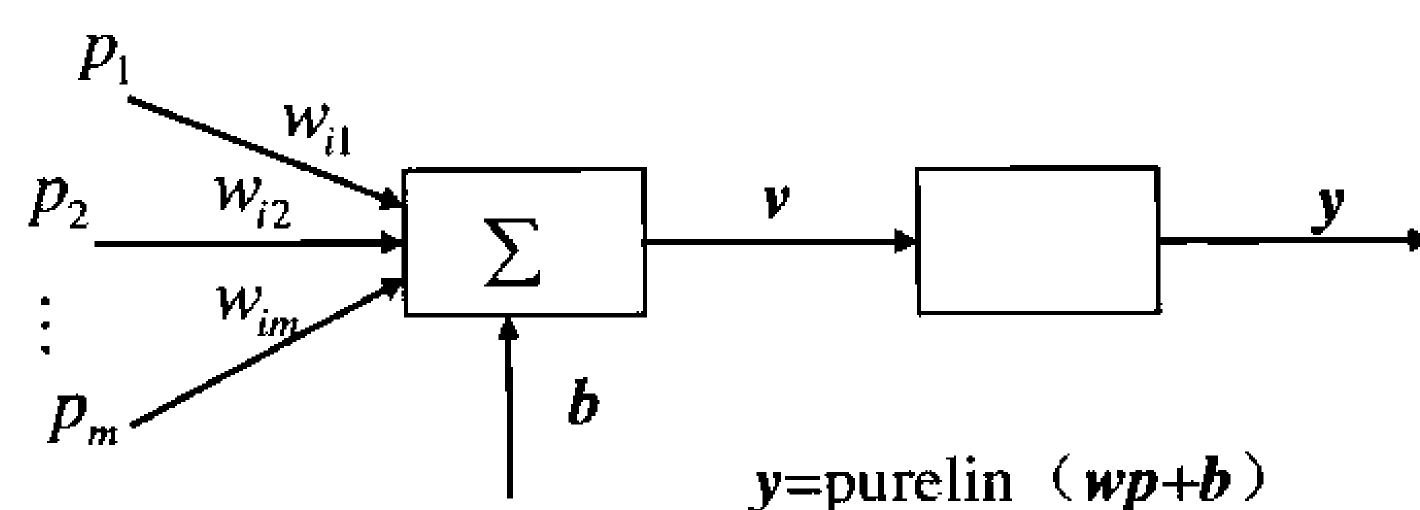 p₁
wᵢ₁
p₂
wᵢ₂
Σ
v
y
⋮
wᵢₘ
pₘ
b
y=purelin（wp+b）